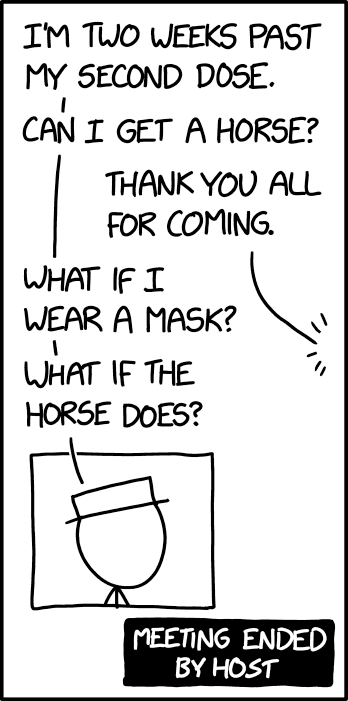 I'M TWO WEEKS PAST
MY SECOND DOSE.
CAN I GET A HORSE?
THANK YOU ALL
FOR COMING.
WHAT IF I
WEAR A MASK?
WHAT IF THE
HORSE DOES?
MEETING ENDED
BY HOST